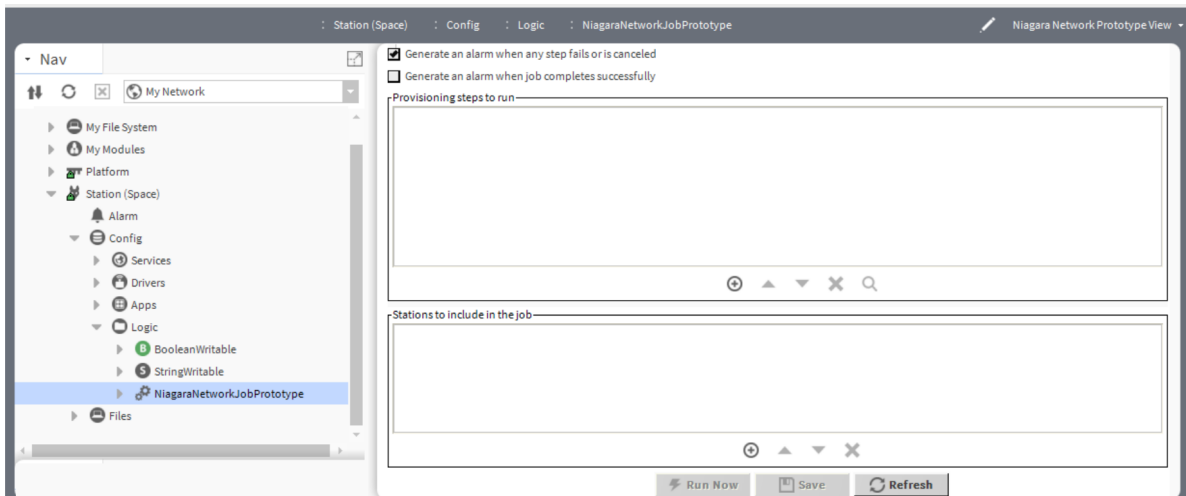 : Station (Space) : Config : Logic : NiagaraNetworkJobPrototype Niagara Network Prototype View
Nav
My Network
My File System
My Modules
Platform
Station (Space)
Alarm
Config
Services
Drivers
Apps
Logic
B BooleanWritable
S StringWritable
NiagaraNetworkJobPrototype
Files
Generate an alarm when any step fails or is canceled
Generate an alarm when job completes successfully
Provisioning steps to run
Stations to include in the job
Run Now Save Refresh